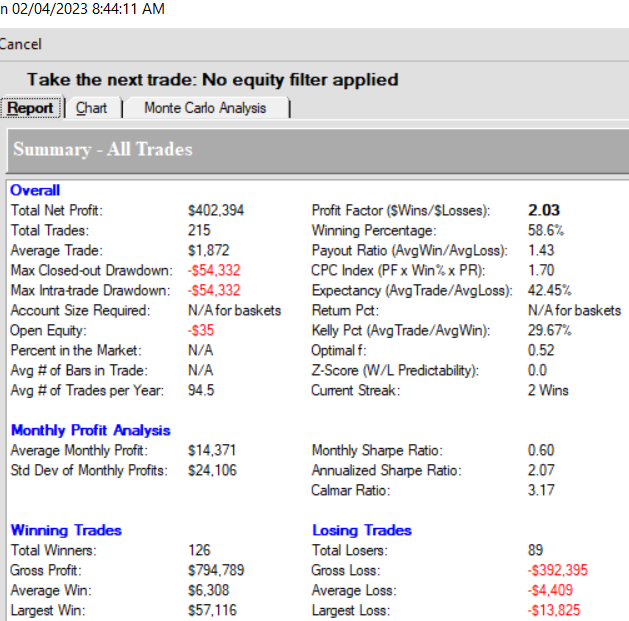 n 02/04/2023 8:44:11 AM
Cancel
Take the next trade: No equity filter applied
Report Chart Monte Carlo Analysis
Summary - All Trades
Overall
Total Net Profit: $402,394 Profit Factor ($Wins/$Losses): 2.03
Total Trades: 215 Winning Percentage: 58.6%
Average Trade: $1,872 Payout Ratio (AvgWin/AvgLoss): 1.43
Max Closed-out Drawdown: -$54,332 CPC Index (PF x Win% x PR): 1.70
Max Intra-trade Drawdown: -$54,332 Expectancy (AvgTrade/AvgLoss): 42.45%
Account Size Required: N/A for baskets Return Pct: N/A for baskets
Open Equity: -$35 Kelly Pct (AvgTrade/AvgWin): 29.67%
Percent in the Market: N/A Optimal f: 0.52
Avg # of Bars in Trade: N/A Z-Score (W/L Predictability): 0.0
Avg # of Trades per Year: 94.5 Current Streak: 2 Wins
Monthly Profit Analysis
Average Monthly Profit: $14,371 Monthly Sharpe Ratio: 0.60
Std Dev of Monthly Profits: $24,106 Annualized Sharpe Ratio: 2.07
Calmar Ratio: 3.17
Winning Trades Losing Trades
Total Winners: 126 Total Losers: 89
Gross Profit: $794,789 Gross Loss: -$392,395
Average Win: $6,308 Average Loss: -$4,409
Largest Win: $57,116 Largest Loss: -$13,825